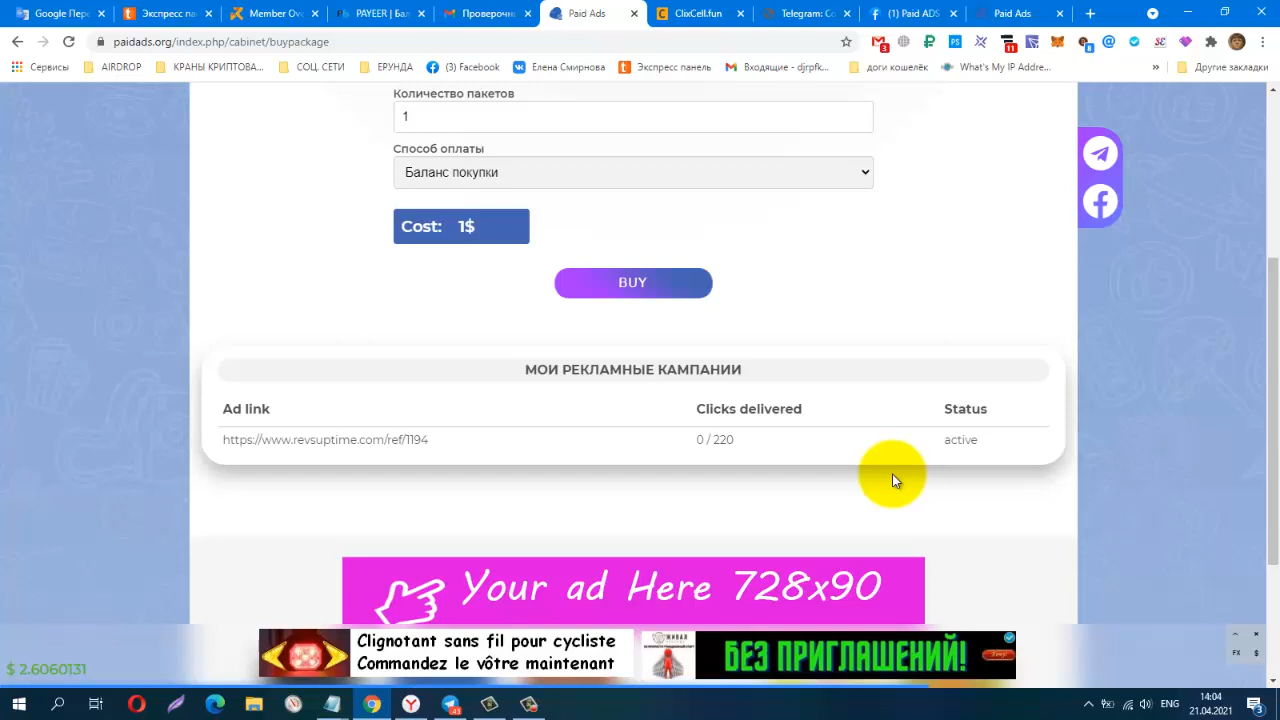 Google Пере
Экспресс па
Member Ove
PAYEER | Бал
Проверочн
Paid Ads
ClixCell.fun
Telegram: Co
(1) Paid ADS
Paid Ads
paidads.org/index.php/cabinet/buypackage
3
11
8
Сервисы
AIRDROP
КРАНЫ КРИПТОВА...
СОЦ. СЕТИ
ЕРУНДА
(3) Facebook
Елена Смирнова
Экспресс панель
Входящие - djrpfk...
доги кошелёк
What's My IP Addre...
»
Другие закладки
Количество пакетов
1
Способ оплаты
Баланс покупки
Cost: 1$
BUY
МОИ РЕКЛАМНЫЕ КАМПАНИИ
Ad link Clicks delivered Status
https://www.revsuptime.com/ref/1194 0 / 220 active
Your ad Here 728x90
Clignotant sans fil pour cycliste
Commandez le vôtre maintenant
БЕЗ ПРИГЛАШЕНИЙ!
FX $
$ 2.6060131
ENG
14:04
21.04.2021
3